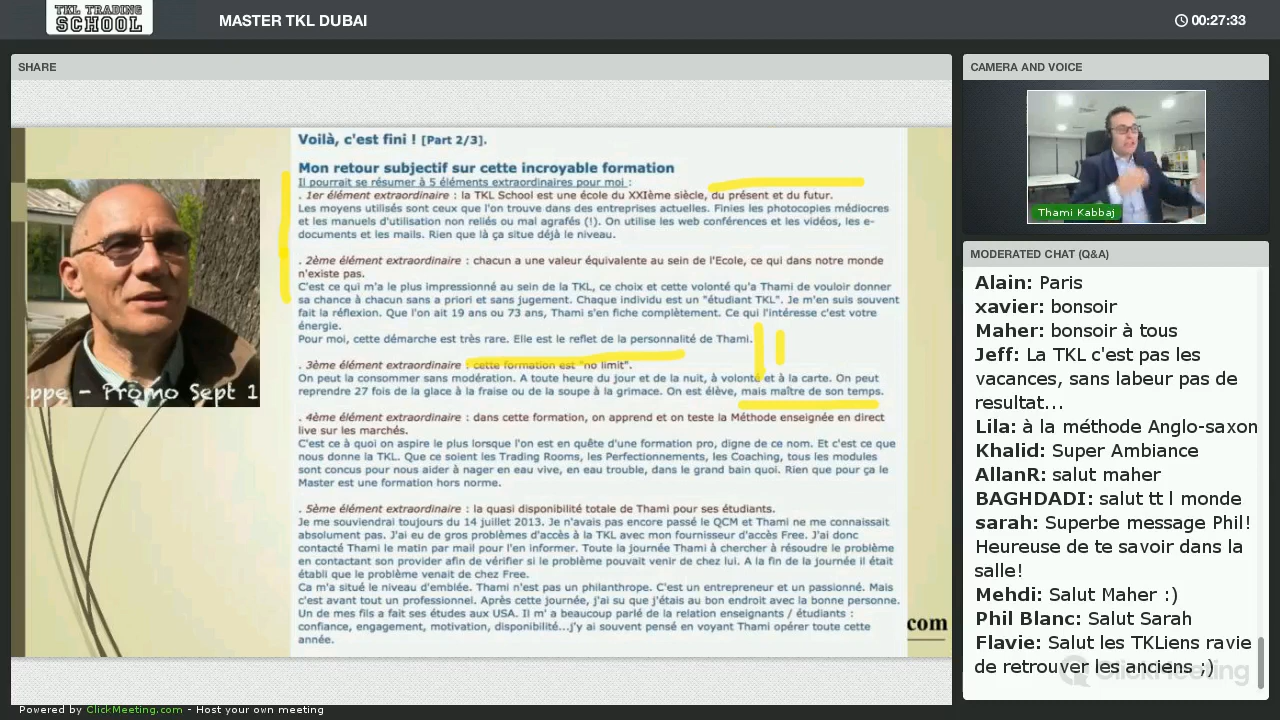 TKL TRADING
SCHOOL
MASTER TKL DUBAI
00:27:33
SHARE
Voilà, c'est fini ! [Part 2/3].
Mon retour subjectif sur cette incroyable formation
Il pourrait se résumer à 5 éléments extraordinaires pour moi :
. 1er élément extraordinaire : la TKL School est une école du XXIème siècle, du présent et du futur.
Les moyens utilisés sont ceux que l'on trouve dans des entreprises actuelles. Finies les photocopies médiocres
et les manuels d'utilisation non reliés ou mal agrafés (!). On utilise les web conférences et les vidéos, les e-
documents et les mails. Rien que là ça situe déjà le niveau.
. 2ème élément extraordinaire : chacun a une valeur équivalente au sein de l'Ecole, ce qui dans notre monde
n'existe pas.
C'est ce qui m'a le plus impressionné au sein de la TKL, ce choix et cette volonté qu'a Thami de vouloir donner
sa chance à chacun sans a priori et sans jugement. Chaque individu est un "étudiant TKL". Je m'en suis souvent
fait la réflexion. Que l'on ait 19 ans ou 73 ans, Thami s'en fiche complètement. Ce qui l'intéresse c'est votre
énergie.
Pour moi, cette démarche est très rare. Elle est le reflet de la personnalité de Thami.
. 3ème élément extraordinaire : cette formation est "no limit".
On peut la consommer sans modération. A toute heure du jour et de la nuit, à volonté et à la carte. On peut
reprendre 27 fois de la glace à la fraise ou de la soupe à la grimace. On est élève, mais maître de son temps.
. 4ème élément extraordinaire : dans cette formation, on apprend et on teste la Méthode enseignée en direct
live sur les marchés.
C'est ce à quoi on aspire le plus lorsque l'on est en quête d'une formation pro, digne de ce nom. Et c'est ce que
nous donne la TKL. Que ce soient les Trading Rooms, les Perfectionnements, les Coaching, tous les modules
sont concus pour nous aider à nager en eau vive, en eau trouble, dans le grand bain quoi. Rien que pour ça le
Master est une formation hors norme.
. 5ème élément extraordinaire : la quasi disponibilité totale de Thami pour ses étudiants.
Je me souviendrai toujours du 14 juillet 2013. Je n'avais pas encore passé le QCM et Thami ne me connaissait
absolument pas. J'ai eu de gros problèmes d'accès à la TKL avec mon fournisseur d'accès Free. J'ai donc
contacté Thami le matin par mail pour l'en informer. Toute la journée Thami à chercher à résoudre le problème
en contactant son provider afin de vérifier si le problème pouvait venir de chez lui. A la fin de la journée il était
établi que le problème venait de chez Free.
Ca m'a situé le niveau d'emblée. Thami n'est pas un philanthrope. C'est un entrepreneur et un passionné. Mais
c'est avant tout un professionnel. Après cette journée, j'ai su que j'étais au bon endroit avec la bonne personne.
Un de mes fils a fait ses études aux USA. Il m' a beaucoup parlé de la relation enseignants / étudiants :
confiance, engagement, motivation, disponibilité...j'y ai souvent pensé en voyant Thami opérer toute cette
année.
ppe - Promo Sept 1
com
Powered by ClickMeeting.com - Host your own meeting
CAMERA AND VOICE
Thami Kabbaj
MODERATED CHAT (Q&A)
Alain: Paris
xavier: bonsoir
Maher: bonsoir à tous
Jeff: La TKL c'est pas les
vacances, sans labeur pas de
resultat...
Lila: à la méthode Anglo-saxon
Khalid: Super Ambiance
AllanR: salut maher
BAGHDADI: salut tt l monde
sarah: Superbe message Phil!
Heureuse de te savoir dans la
salle!
Mehdi: Salut Maher :)
Phil Blanc: Salut Sarah
Flavie: Salut les TKLiens ravie
de retrouver les anciens ;)
ClickMeeting